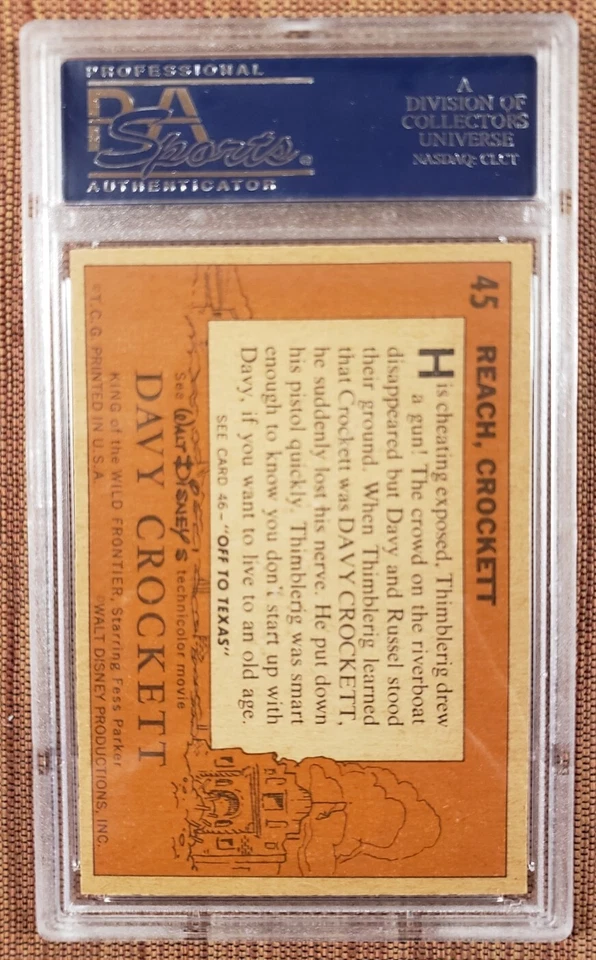 PROFESSIONAL
PSA
Sports
AUTHENTICATOR
A
DIVISION OF
COLLECTORS
UNIVERSE
NASDAQ: CLCT
45 REACH, CROCKETT
His cheating exposed, Thimblerig drew
a gun! The crowd on the riverboat
disappeared but Davy and Russel stood
their ground. When Thimblerig learned
that Crockett was DAVY CROCKETT,
he suddenly lost his nerve. He put down
his pistol quickly. Thimblerig was smart
enough to know you don't start up with
Davy, if you want to live to an old age.
SEE CARD 46—"OFF TO TEXAS"
See WALT DISNEY'S technicolor movie
DAVY CROCKETT
KING of the WILD FRONTIER, Starring Fess Parker
©T.C.G. PRINTED IN U.S.A. ©WALT DISNEY PRODUCTIONS, INC.